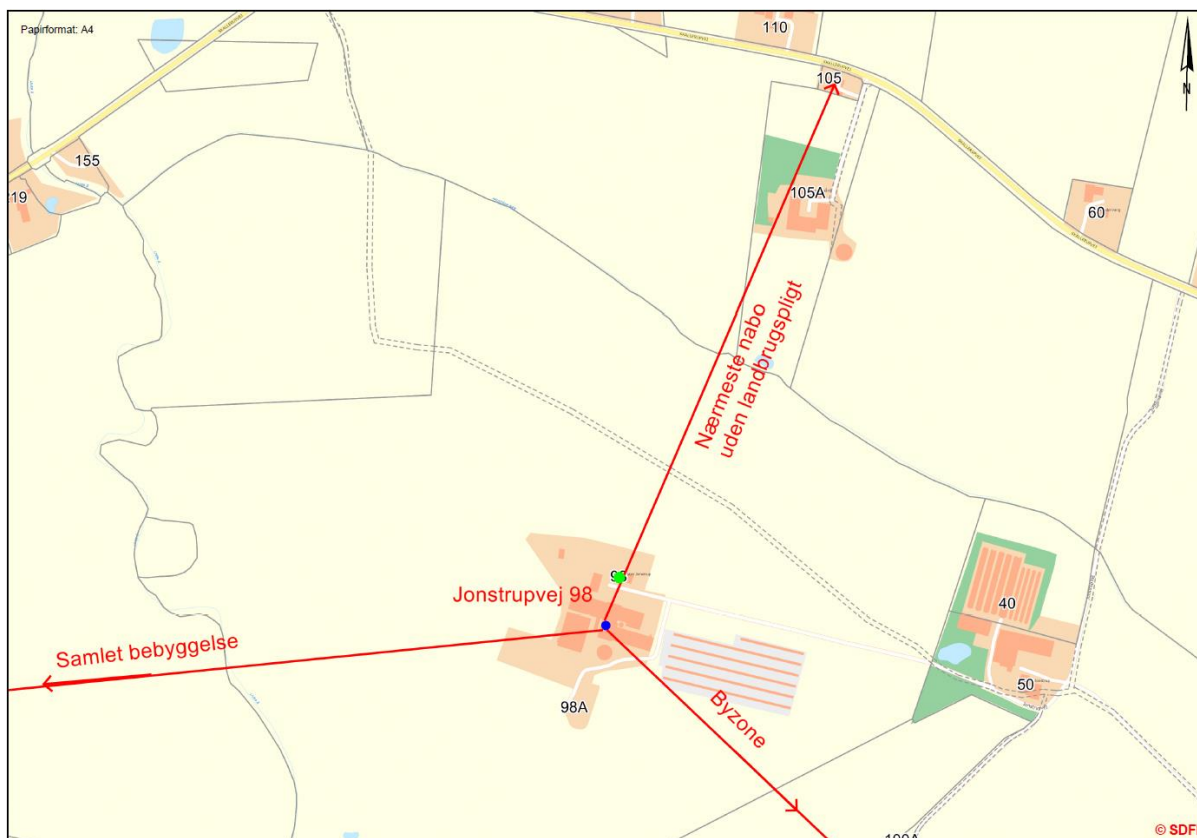 Papirformat: A4
110
N
105
155
105A
19
60
Nærmeste nabo
uden landbrugspligt
Jonstrupvej 98
40
Samlet bebyggelse
50
98A
Byzone
© SDF